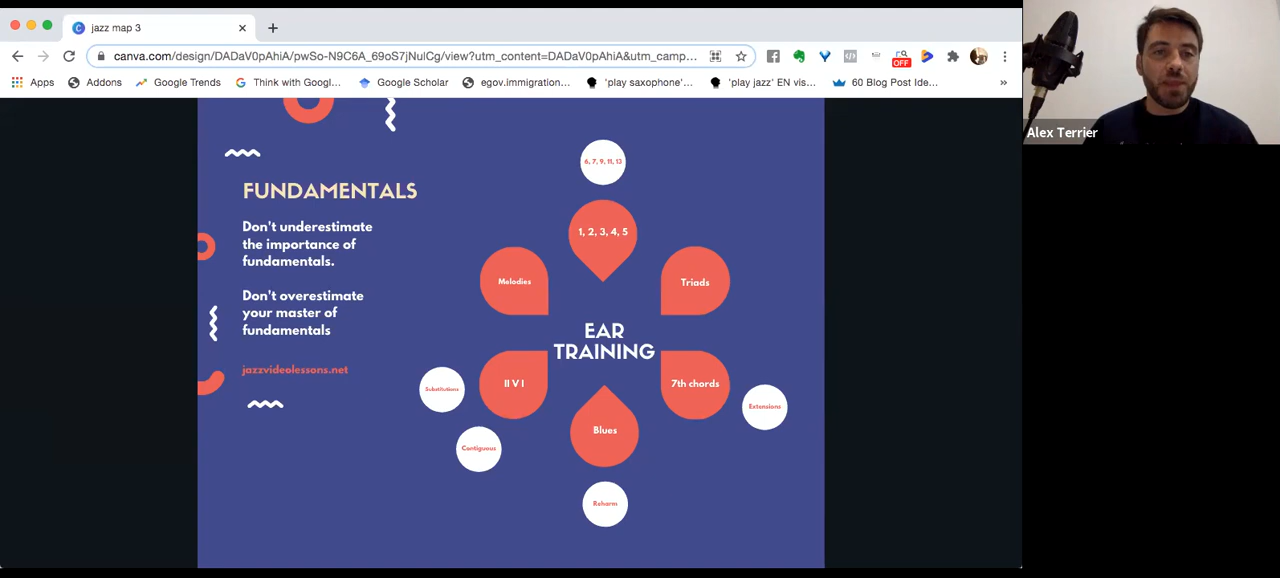 jazz map 3
canva.com/design/DADaV0pAhiA/pwSo-N9C6A_69oS7jNulCg/view?utm_content=DADaV0pAhiA&utm_camp...
OFF
Apps
Addons
Google Trends
Think with Googl...
Google Scholar
egov.immigration...
'play saxophone'...
'play jazz' EN vis...
60 Blog Post Ide...
»
Alex Terrier
FUNDAMENTALS
Don't underestimate
the importance of
fundamentals.
Don't overestimate
your master of
fundamentals
jazzvideolessons.net
6, 7, 9, 11, 13
1, 2, 3, 4, 5
Melodies
Triads
EAR
TRAINING
II V I
7th chords
Substitutions
Extensions
Blues
Contiguous
Reharm